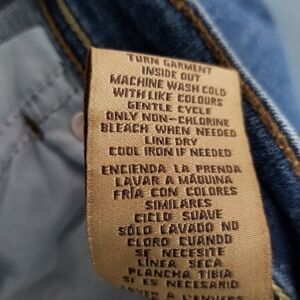 TURN GARMENT
INSIDE OUT
MACHINE WASH COLD
WITH LIKE COLOURS
GENTLE CYCLE
ONLY NON-CHLORINE
BLEACH WHEN NEEDED
LINE DRY
COOL IRON IF NEEDED
ENCIENDA LA PRENDA
LAVAR A MÁQUINA
FRÍA CON COLORES
SIMILARES
CICLO SUAVE
SÓLO LAVADO NO
CLORO CUANDO
SE NECESITE
LÍNEA SECA
PLANCHA TIBIA
SI ES NECESARIO